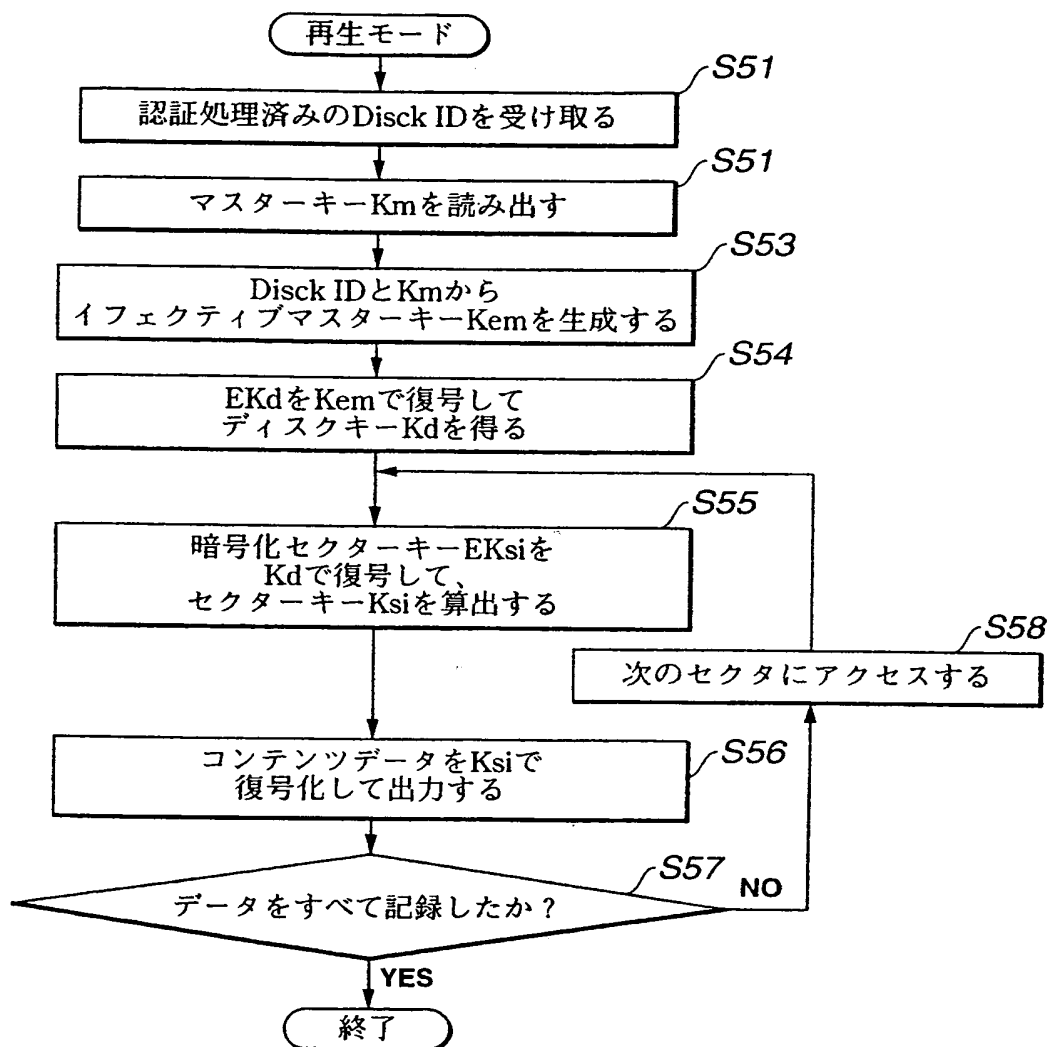 再生モード
S51
認証処理済みのDisck IDを受け取る
S51
マスターキーKmを読み出す
S53
Disck IDとKmから
イフェクティブマスターキーKemを生成する
S54
EKdをKemで復号して
ディスクキーKdを得る
S55
暗号化セクターキーEKsiを
Kdで復号して、
セクターキーKsiを算出する
S58
次のセクタにアクセスする
S56
コンテンツデータをKsiで
復号化して出力する
S57
NO
データをすべて記録したか？
YES
終了